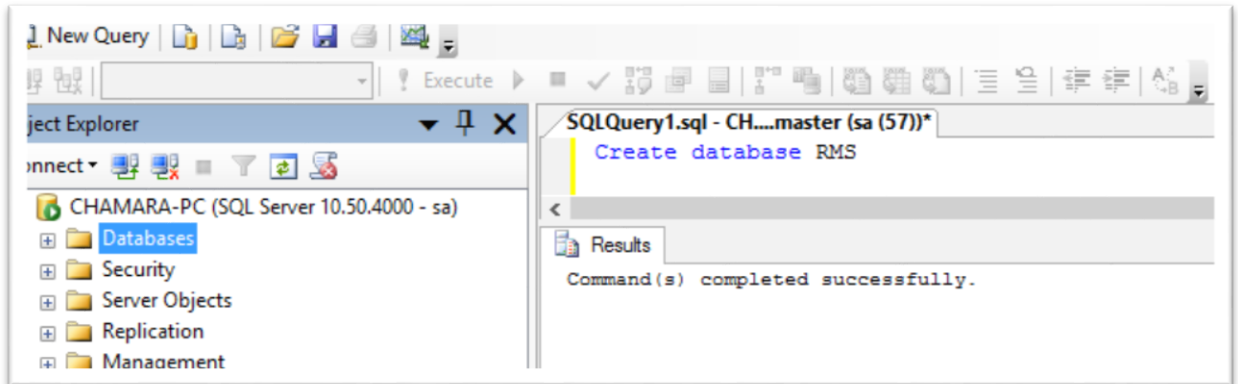 New Query
Execute
ject Explorer
onnect
CHAMARA-PC (SQL Server 10.50.4000 - sa)
Databases
Security
Server Objects
Replication
Management
SQLQuery1.sql - CH....master (sa (57))*
Create database RMS
Results
Command(s) completed successfully.